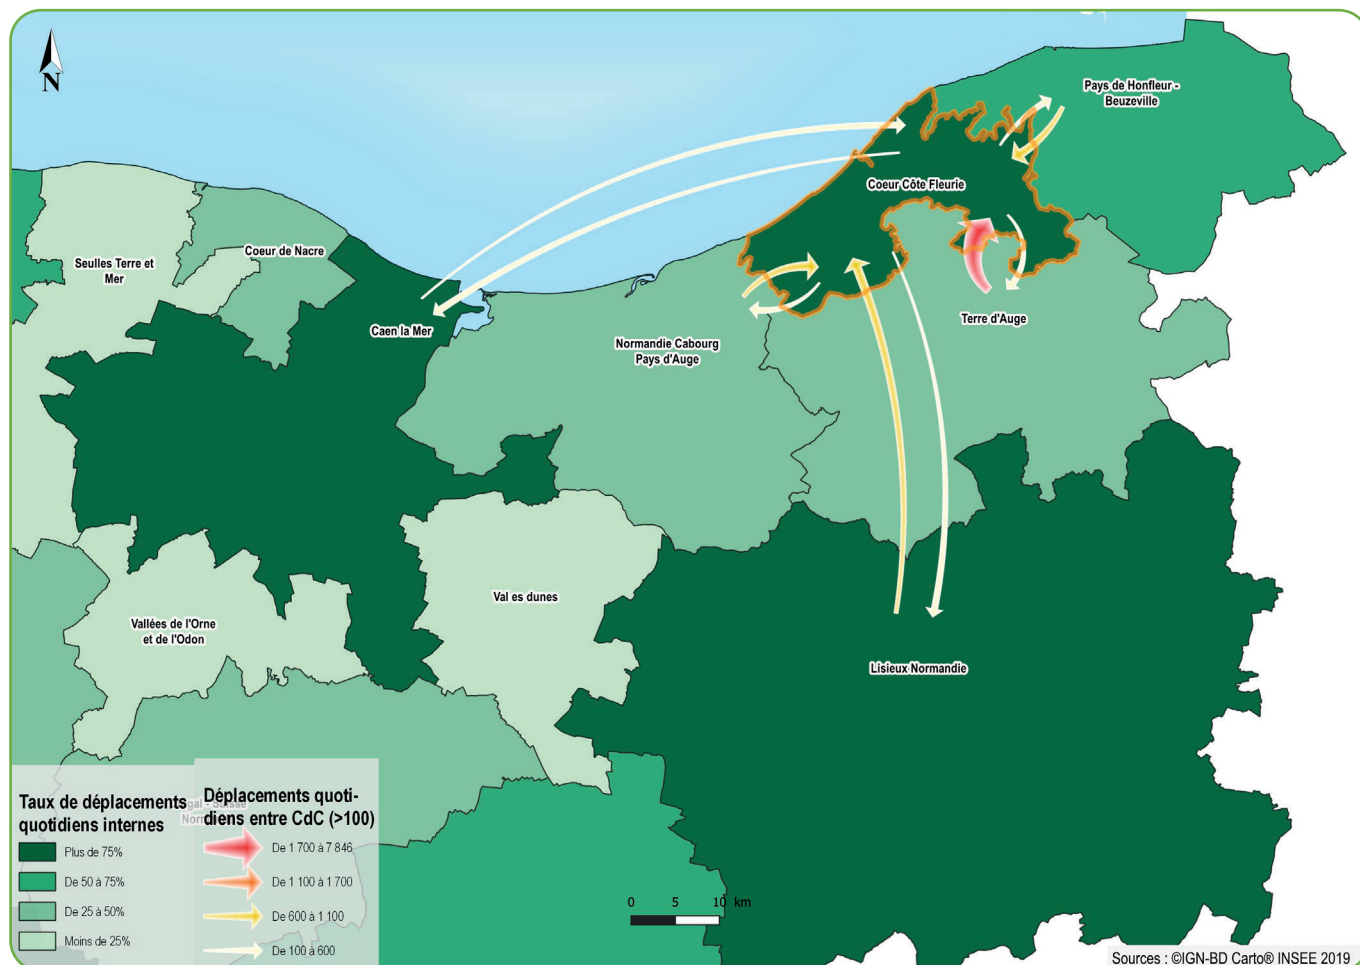 N
Pays de Honfleur -
Beuzeville
Coeur Côte Fleurie
Coeur de Nacre
Seulles Terre et
Mer
Caen la Mer
Terre d'Auge
Normandie Cabourg
Pays d'Auge
Val es dunes
Vallées de l'Orne
et de l'Odon
Lisieux Normandie
Taux de déplacements
quotidiens internes
Plus de 75%
De 50 à 75%
De 25 à 50%
Moins de 25%
Déplacements quoti-
diens entre CdC (>100)
De 1 700 à 7 846
De 1 100 à 1 700
De 600 à 1 100
De 100 à 600
0 5 10 km
Sources : ©IGN-BD Carto® INSEE 2019